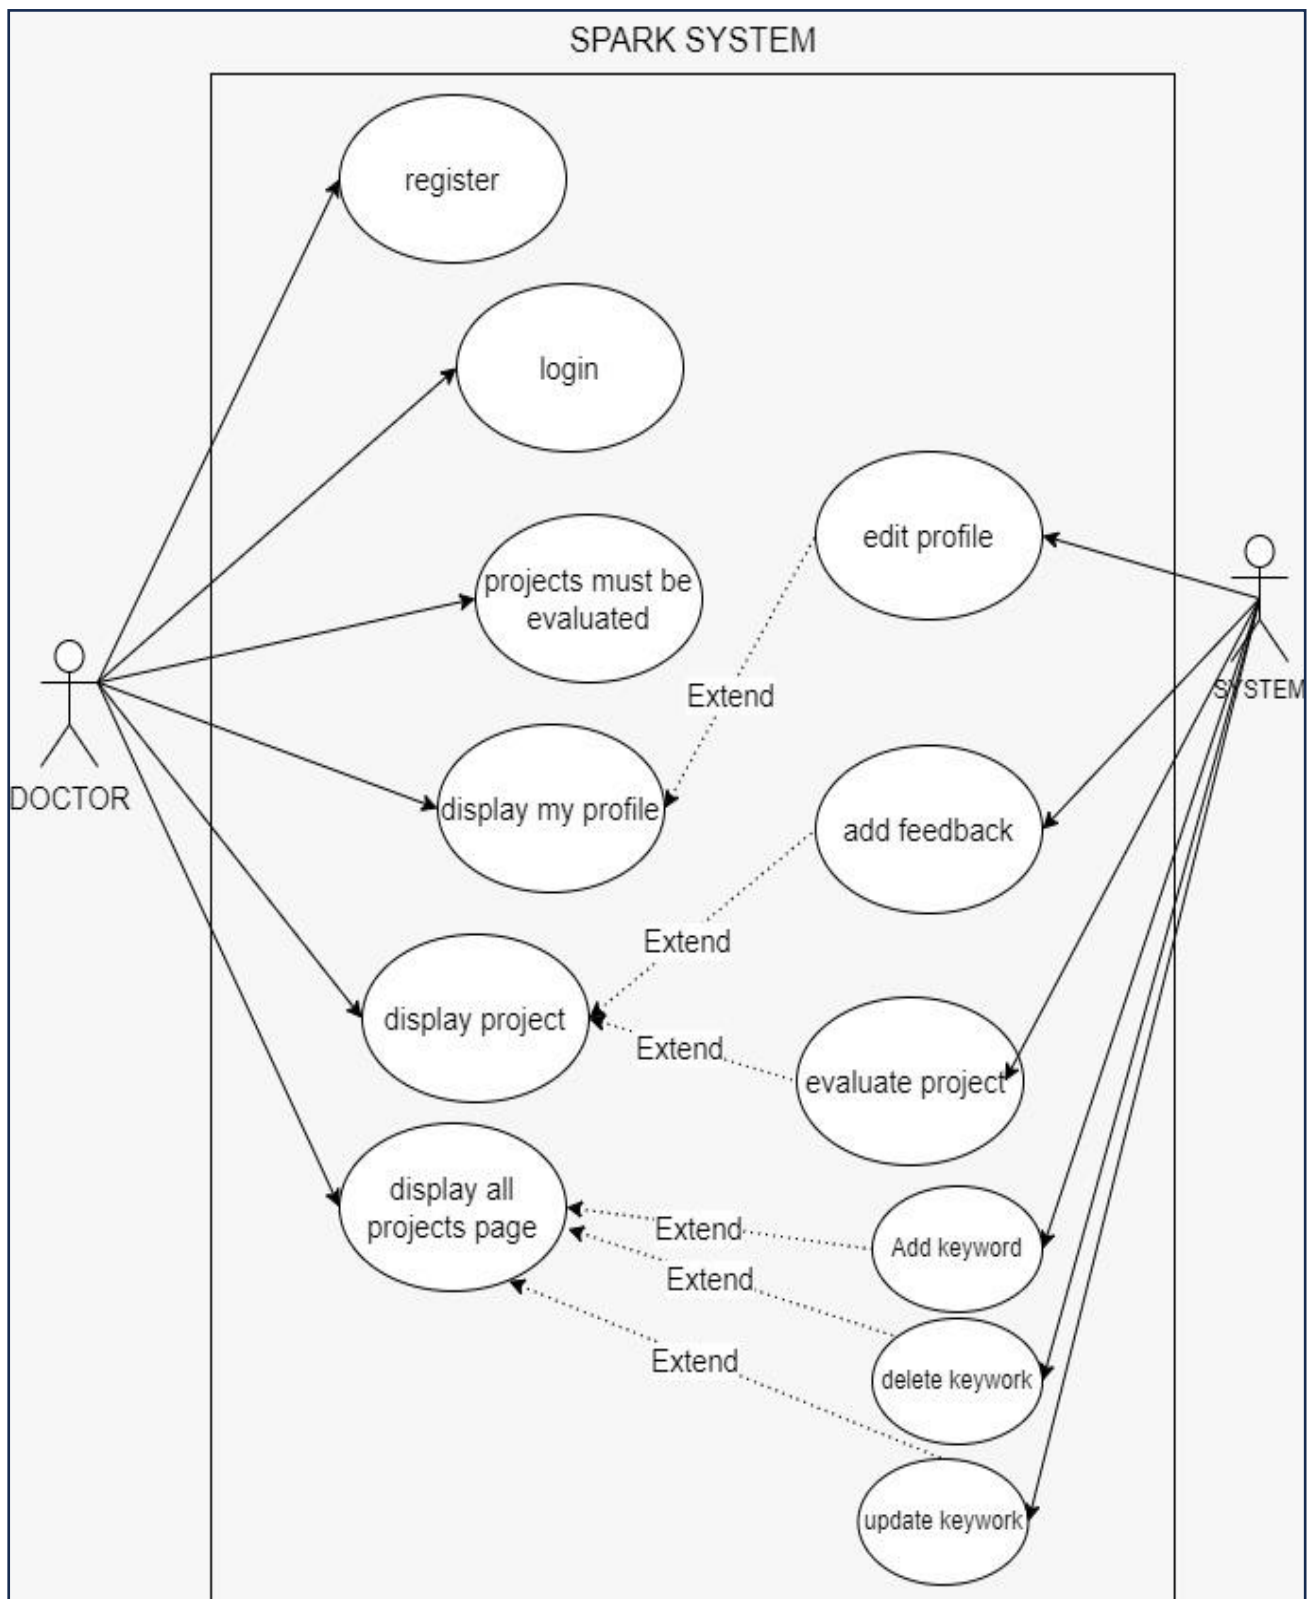 SPARK SYSTEM
register
login
edit profile
projects must be
evaluated
SYSTEM
Extend
DOCTOR
display my profile
add feedback
Extend
display project
Extend
evaluate project
display all
projects page
Extend
Add keyword
Extend
Extend
delete keywork
update keywork